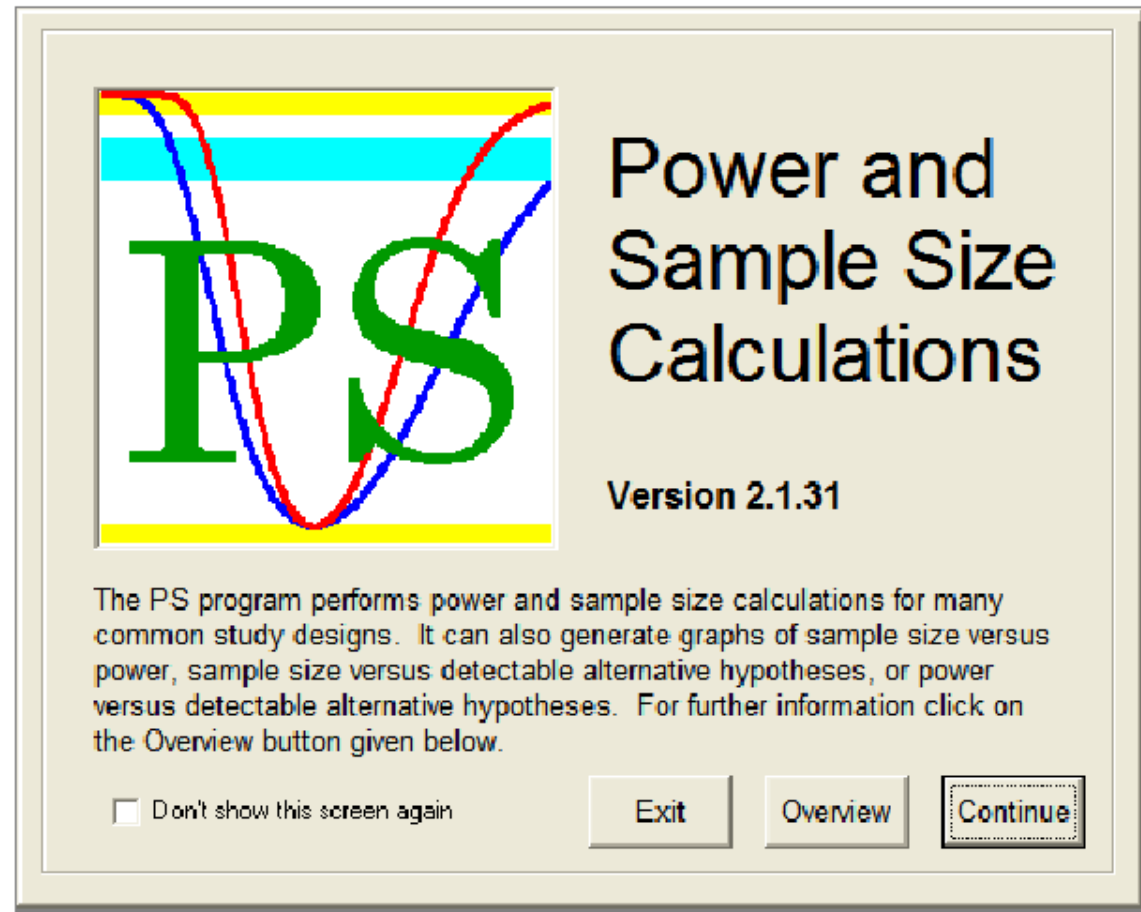 PS
Power and
Sample Size
Calculations
Version 2.1.31
The PS program performs power and sample size calculations for many
common study designs.  It can also generate graphs of sample size versus
power, sample size versus detectable alternative hypotheses, or power
versus detectable alternative hypotheses.  For further information click on
the Overview button given below.
Don't show this screen again
Exit
Overview
Continue